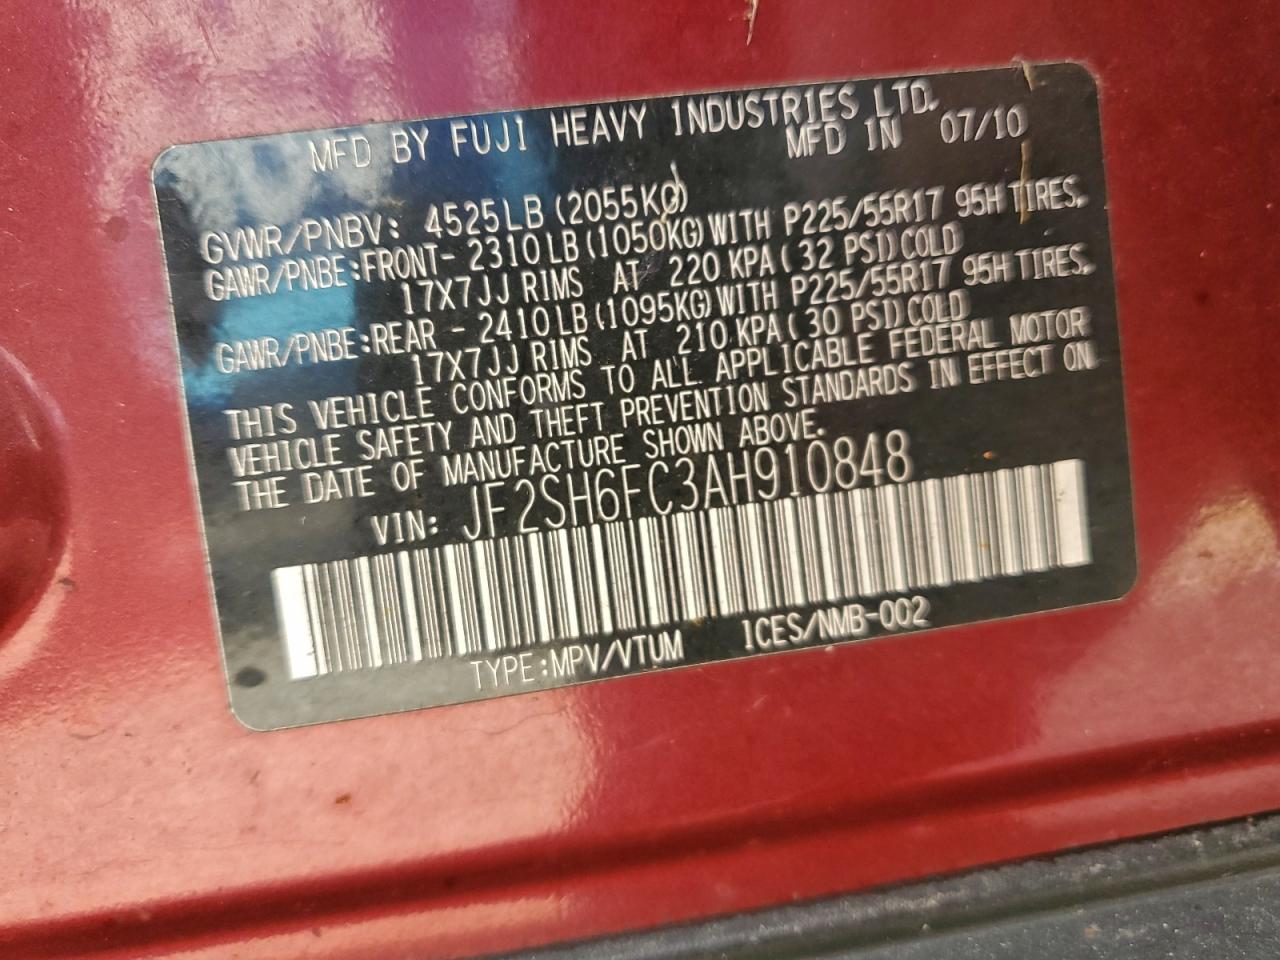 MFD BY FUJI HEAVY INDUSTRIES LTD.
MFD IN 07/10
GVWR/PNBV: 4525LB (2055KG)
GAWR/PNBE:FRONT- 2310LB (1050KG) WITH P225/55R17 95H TIRES.
17X7JJ RIMS AT 220 KPA (32 PSI) COLD
GAWR/PNBE:REAR - 2410LB (1095KG) WITH P225/55R17 95H TIRES.
17X7JJ RIMS AT 210 KPA (30 PSI) COLD
THIS VEHICLE CONFORMS TO ALL APPLICABLE FEDERAL MOTOR
VEHICLE SAFETY AND THEFT PREVENTION STANDARDS IN EFFECT ON
THE DATE OF MANUFACTURE SHOWN ABOVE.
VIN: JF2SH6FC3AH910848
TYPE:MPV/VTUM ICES/NMB-002